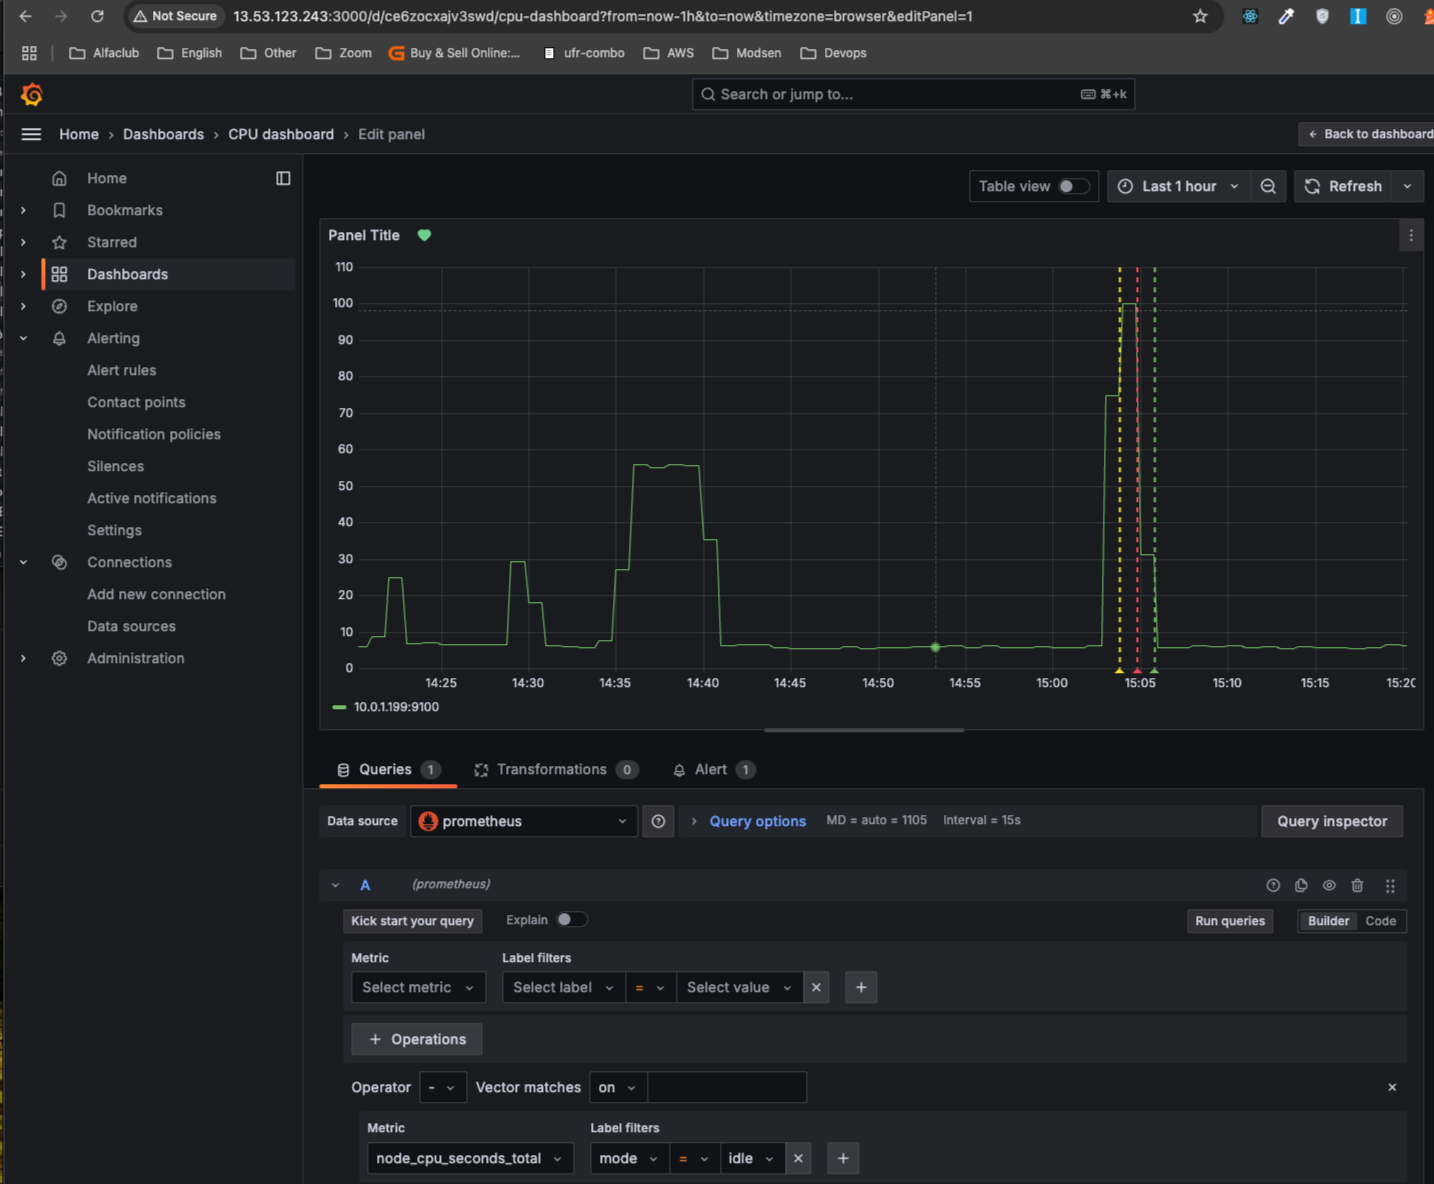 Not Secure 13.53.123.243:3000/d/ce6zocxajv3swd/cpu-dashboard?from=now-1h&to=now&timezone=browser&editPanel=1
Alfaclub English Other Zoom Buy & Sell Online:... ufr-combo AWS Modsen Devops
Search or jump to... ⌘+k
Home › Dashboards › CPU dashboard › Edit panel
← Back to dashboard
Home
Bookmarks
Starred
Dashboards
Explore
Alerting
Alert rules
Contact points
Notification policies
Silences
Active notifications
Settings
Connections
Add new connection
Data sources
Administration
Table view Last 1 hour Refresh
Panel Title
110
100
90
80
70
60
50
40
30
20
10
0
14:25 14:30 14:35 14:40 14:45 14:50 14:55 15:00 15:05 15:10 15:15 15:20
10.0.1.199:9100
Queries 1 Transformations 0 Alert 1
Data source prometheus Query options MD = auto = 1105 Interval = 15s Query inspector
A (prometheus)
Kick start your query Explain Run queries Builder Code
Metric Label filters
Select metric Select label = Select value
+ Operations
Operator - Vector matches on
Metric Label filters
node_cpu_seconds_total mode = idle